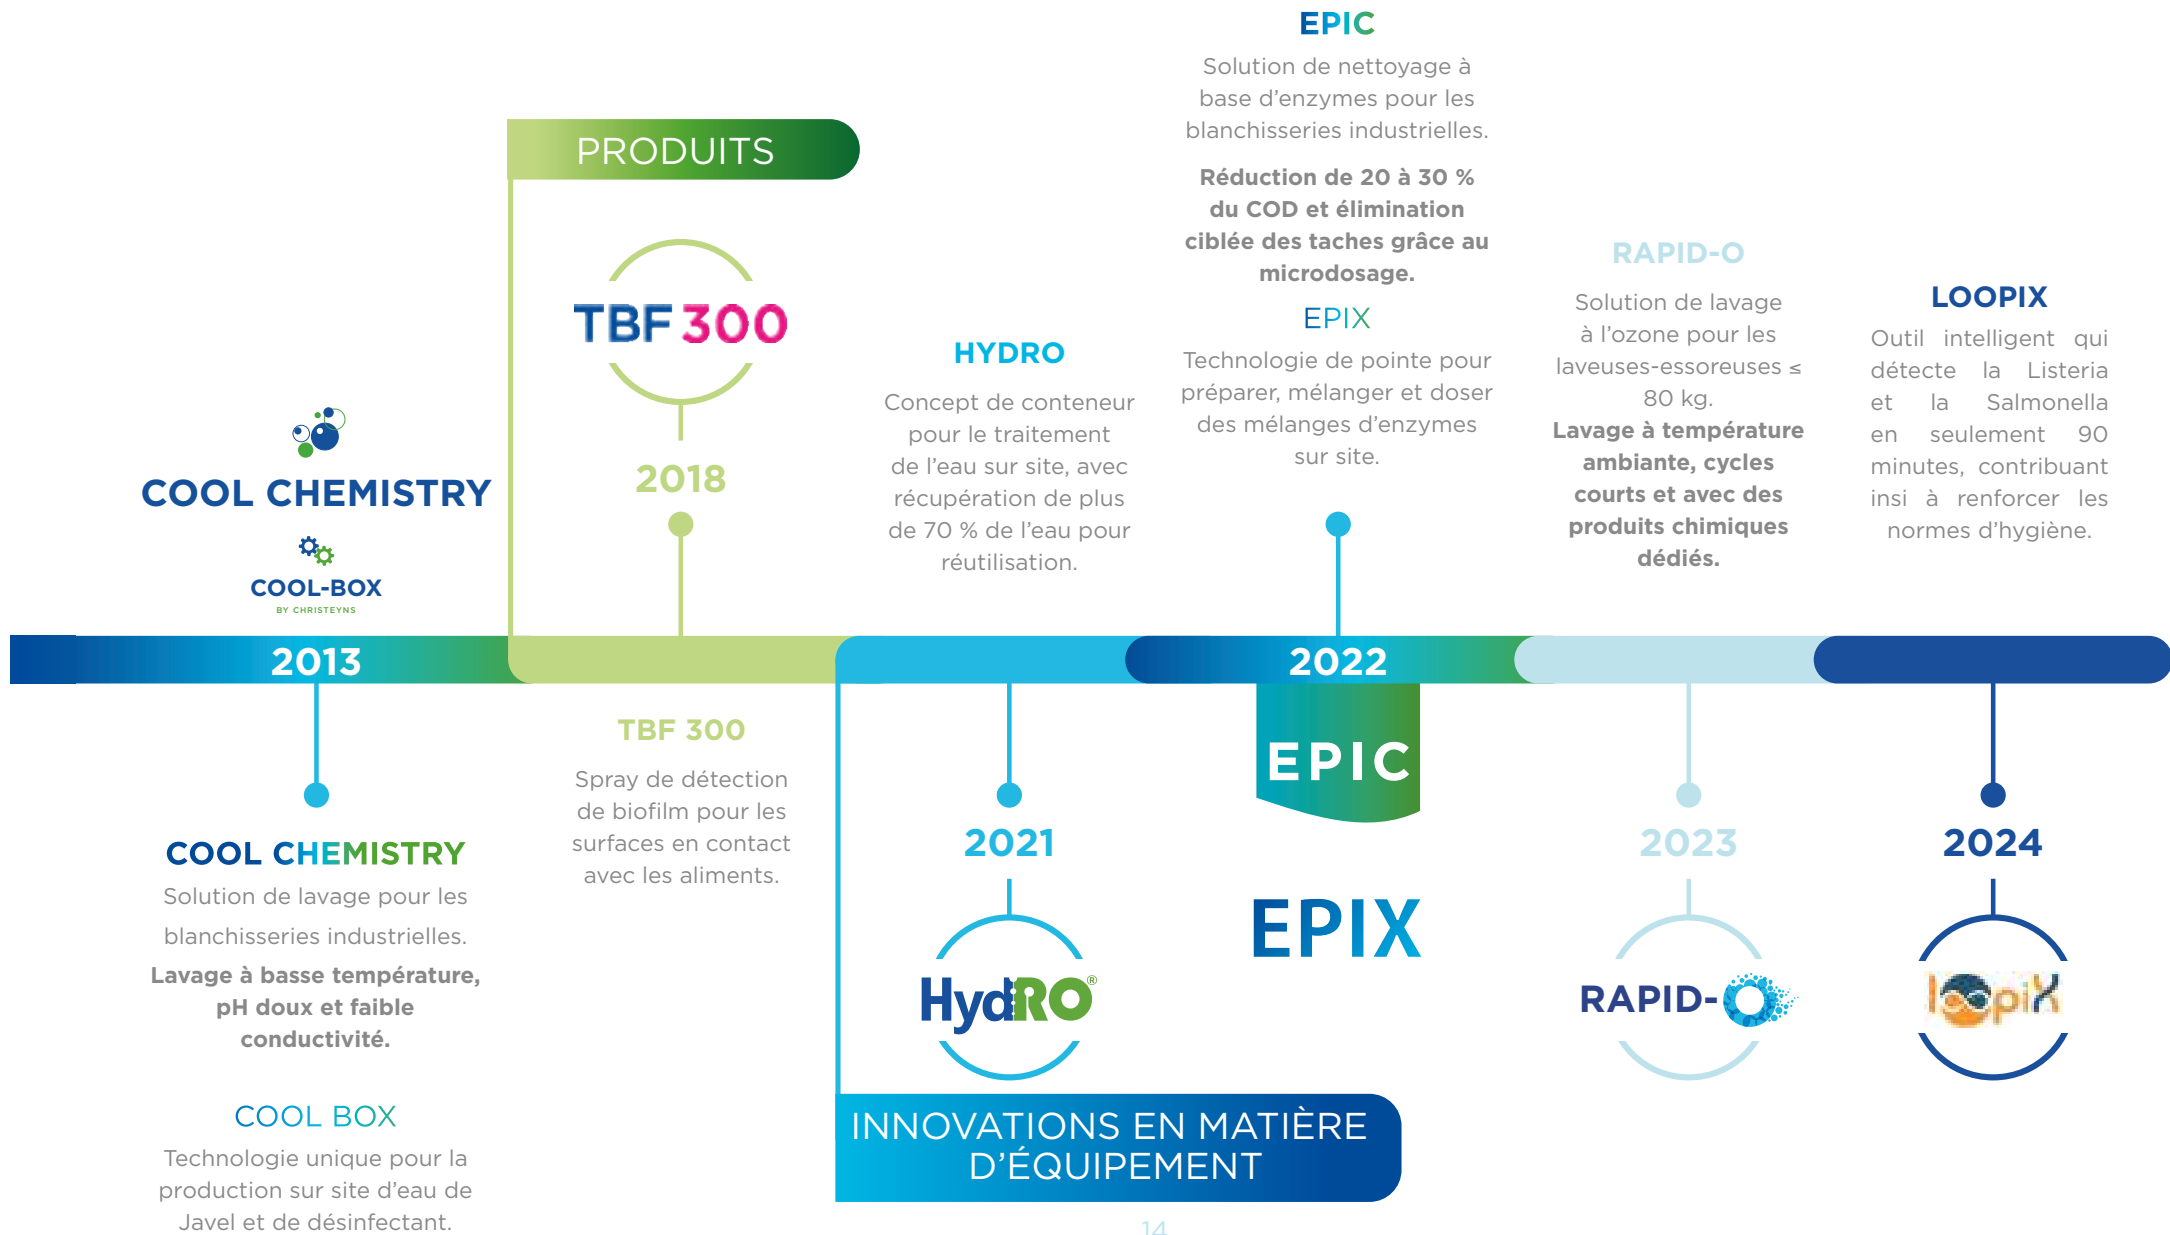 PRODUITS
COOL CHEMISTRY
COOL-BOX
BY CHRISTEYNS
2013
COOL CHEMISTRY
Solution de lavage pour les
blanchisseries industrielles.
Lavage à basse température,
pH doux et faible
conductivité.
COOL BOX
Technologie unique pour la
production sur site d’eau de
Javel et de désinfectant.
TBF 300
2018
TBF 300
Spray de détection
de biofilm pour les
surfaces en contact
avec les aliments.
HYDRO
Concept de conteneur
pour le traitement
de l’eau sur site, avec
récupération de plus
de 70 % de l’eau pour
réutilisation.
2021
HydRO®
INNOVATIONS EN MATIÈRE
D’ÉQUIPEMENT
EPIC
Solution de nettoyage à
base d’enzymes pour les
blanchisseries industrielles.
Réduction de 20 à 30 %
du COD et élimination
ciblée des taches grâce au
microdosage.
EPIX
Technologie de pointe pour
préparer, mélanger et doser
des mélanges d’enzymes
sur site.
2022
EPIC
EPIX
RAPID-O
Solution de lavage
à l’ozone pour les
laveuses-essoreuses ≤
80 kg.
Lavage à température
ambiante, cycles
courts et avec des
produits chimiques
dédiés.
2023
RAPID-O
LOOPIX
Outil intelligent qui
détecte la Listeria
et la Salmonella
en seulement 90
minutes, contribuant
insi à renforcer les
normes d’hygiène.
2024
loopiX
14